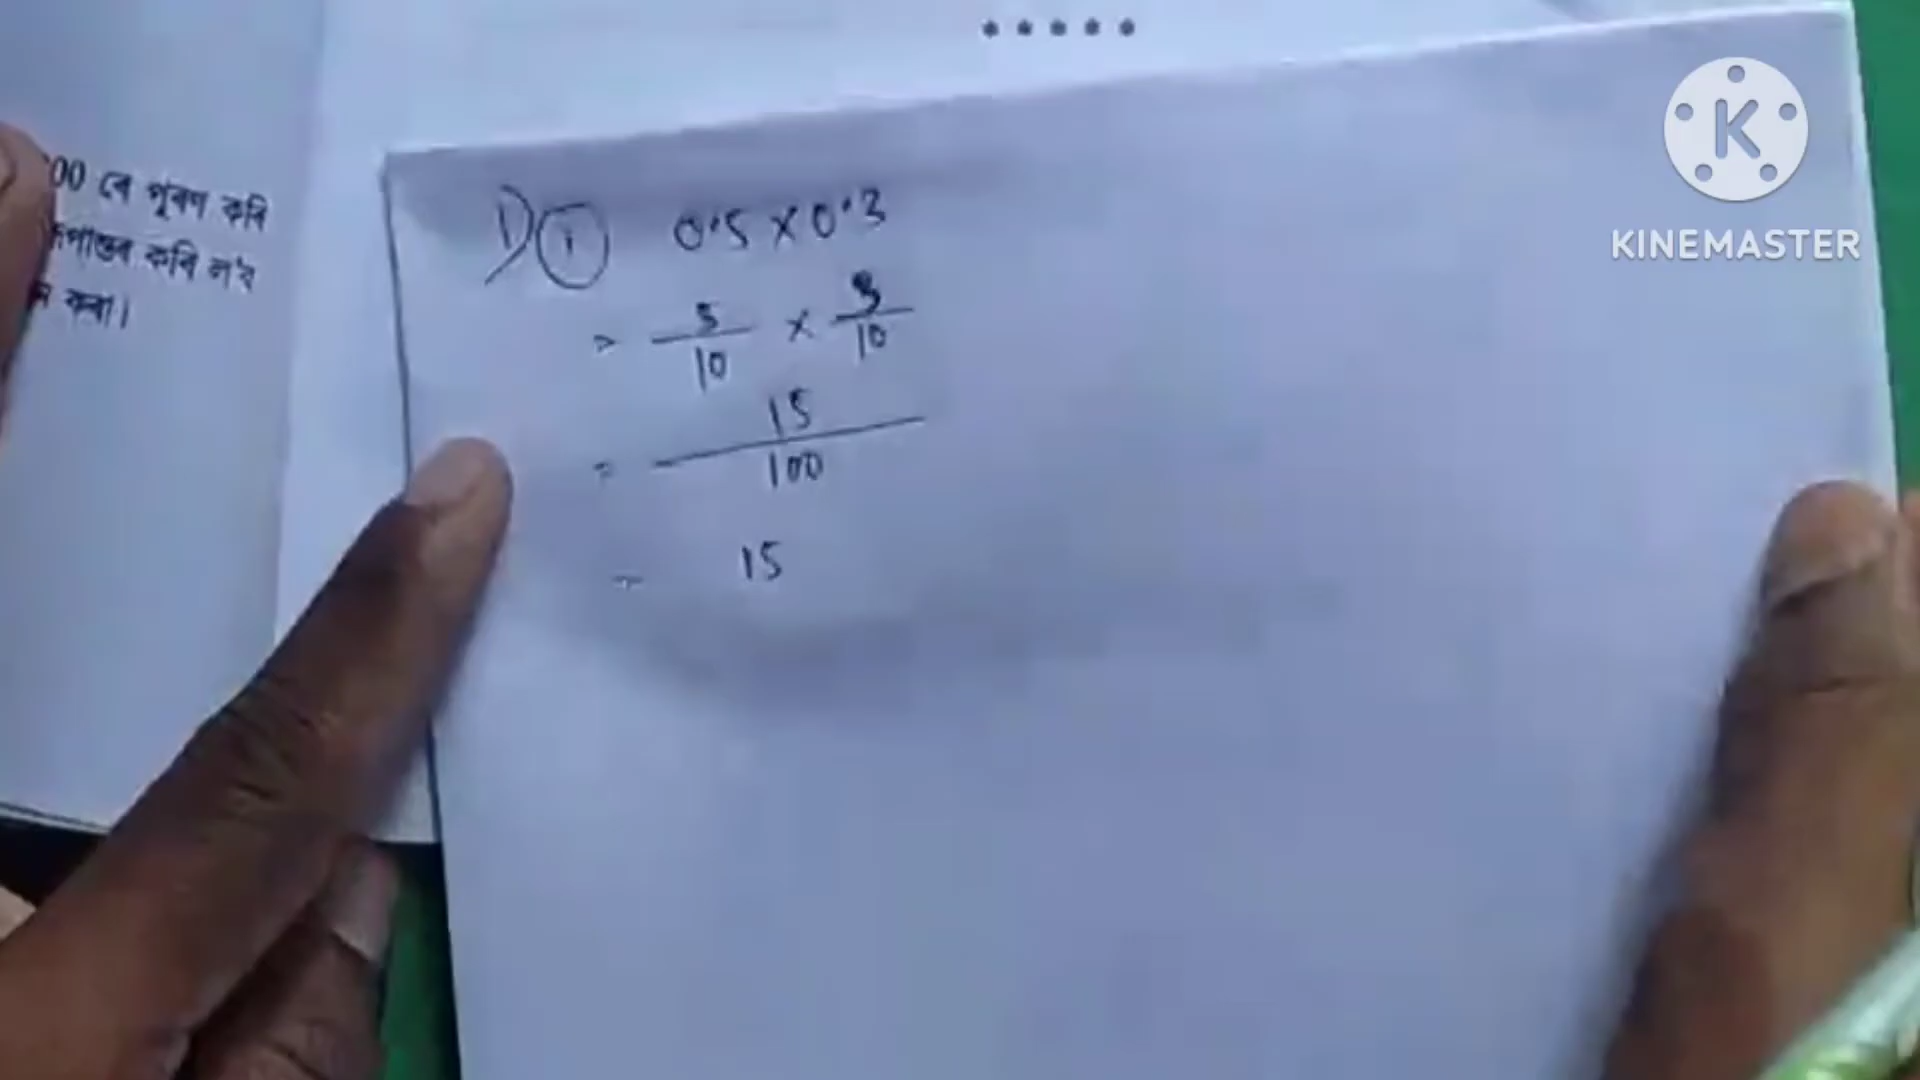 00 ৰে পূৰণ কৰি
ৰূপান্তৰ কৰি ল'ব
কৰা।
1) i 0.5 × 0.3
= 5/10 × 3/10
= 15/100
= 15
K
KINEMASTER